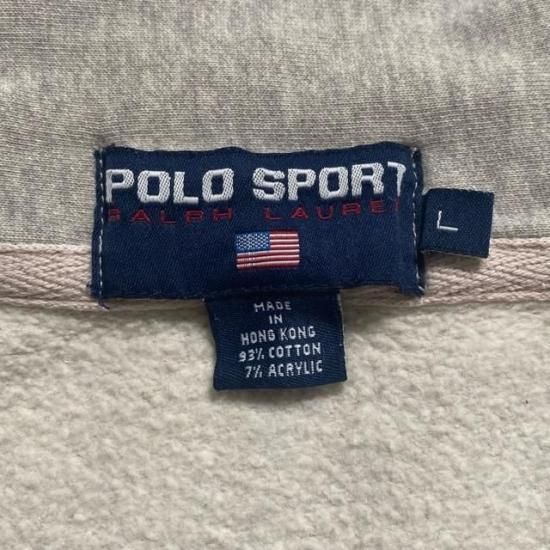 POLO SPORT
RALPH LAUREN
L
MADE
IN
HONG KONG
93% COTTON
7% ACRYLIC